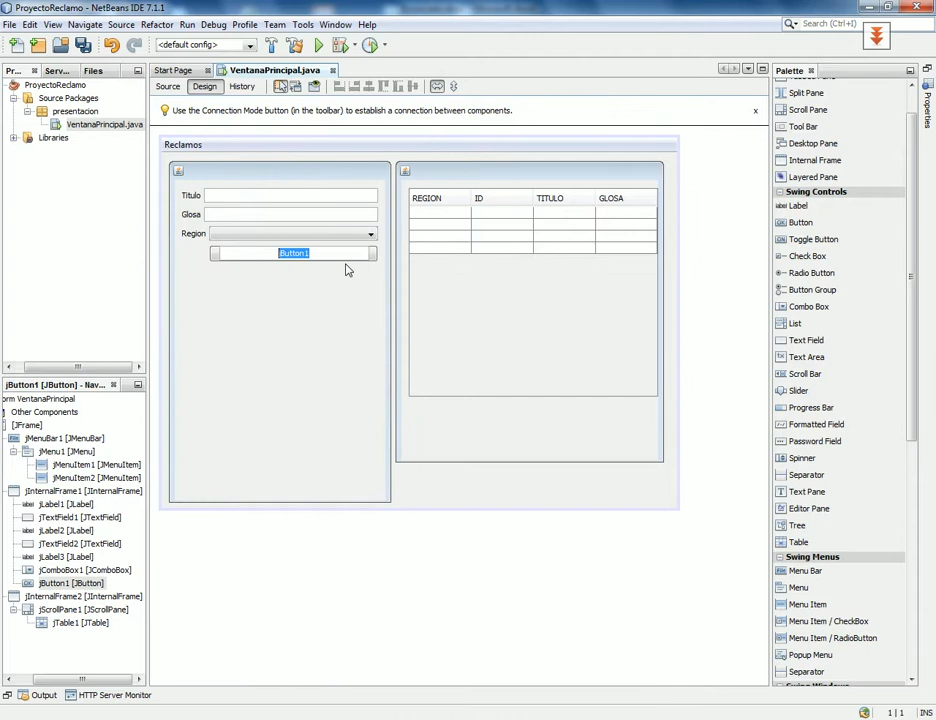 ProyectoReclamo - NetBeans IDE 7.1.1
File Edit View Navigate Source Refactor Run Debug Profile Team Tools Window Help
Search (Ctrl+I)
<default config>
Pr... Serv... Files
Start Page VentanaPrincipal.java
Source Design History
Use the Connection Mode button (in the toolbar) to establish a connection between components. x
ProyectoReclamo
Source Packages
presentacion
VentanaPrincipal.java
Libraries
Reclamos
Titulo
Glosa
Region
jButton1
REGION ID TITULO GLOSA
jButton1 [JButton] - Nav...
orm VentanaPrincipal
Other Components
[JFrame]
jMenuBar1 [JMenuBar]
jMenu1 [JMenu]
jMenuItem1 [JMenuItem]
jMenuItem2 [JMenuItem]
jInternalFrame1 [JInternalFrame]
jLabel1 [JLabel]
jTextField1 [JTextField]
jLabel2 [JLabel]
jTextField2 [JTextField]
jLabel3 [JLabel]
jComboBox1 [JComboBox]
jButton1 [JButton]
jInternalFrame2 [JInternalFrame]
jScrollPane1 [JScrollPane]
jTable1 [JTable]
Palette
Split Pane
Scroll Pane
Tool Bar
Desktop Pane
Internal Frame
Layered Pane
Swing Controls
Label
Button
Toggle Button
Check Box
Radio Button
Button Group
Combo Box
List
Text Field
Text Area
Scroll Bar
Slider
Progress Bar
Formatted Field
Password Field
Spinner
Separator
Text Pane
Editor Pane
Tree
Table
Swing Menus
Menu Bar
Menu
Menu Item
Menu Item / CheckBox
Menu Item / RadioButton
Popup Menu
Separator
Properties
Output HTTP Server Monitor
1 | 1 INS